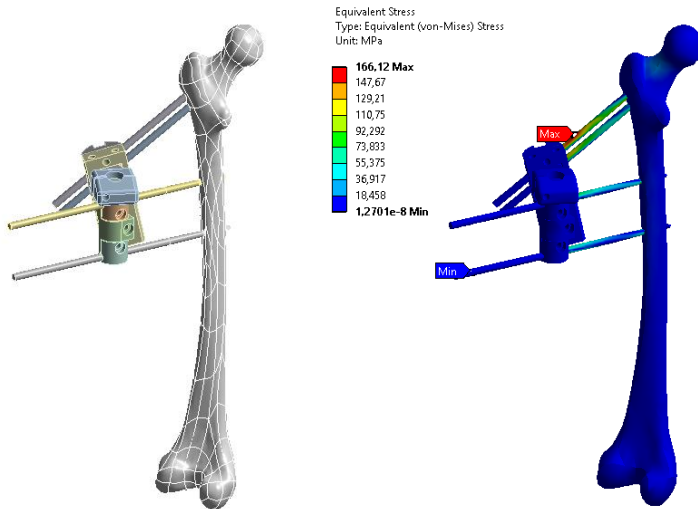 Equivalent Stress
Type: Equivalent (von-Mises) Stress
Unit: MPa
166,12 Max
147,67
129,21
110,75
92,292
73,833
55,375
36,917
18,458
1,2701e-8 Min
Max
Min